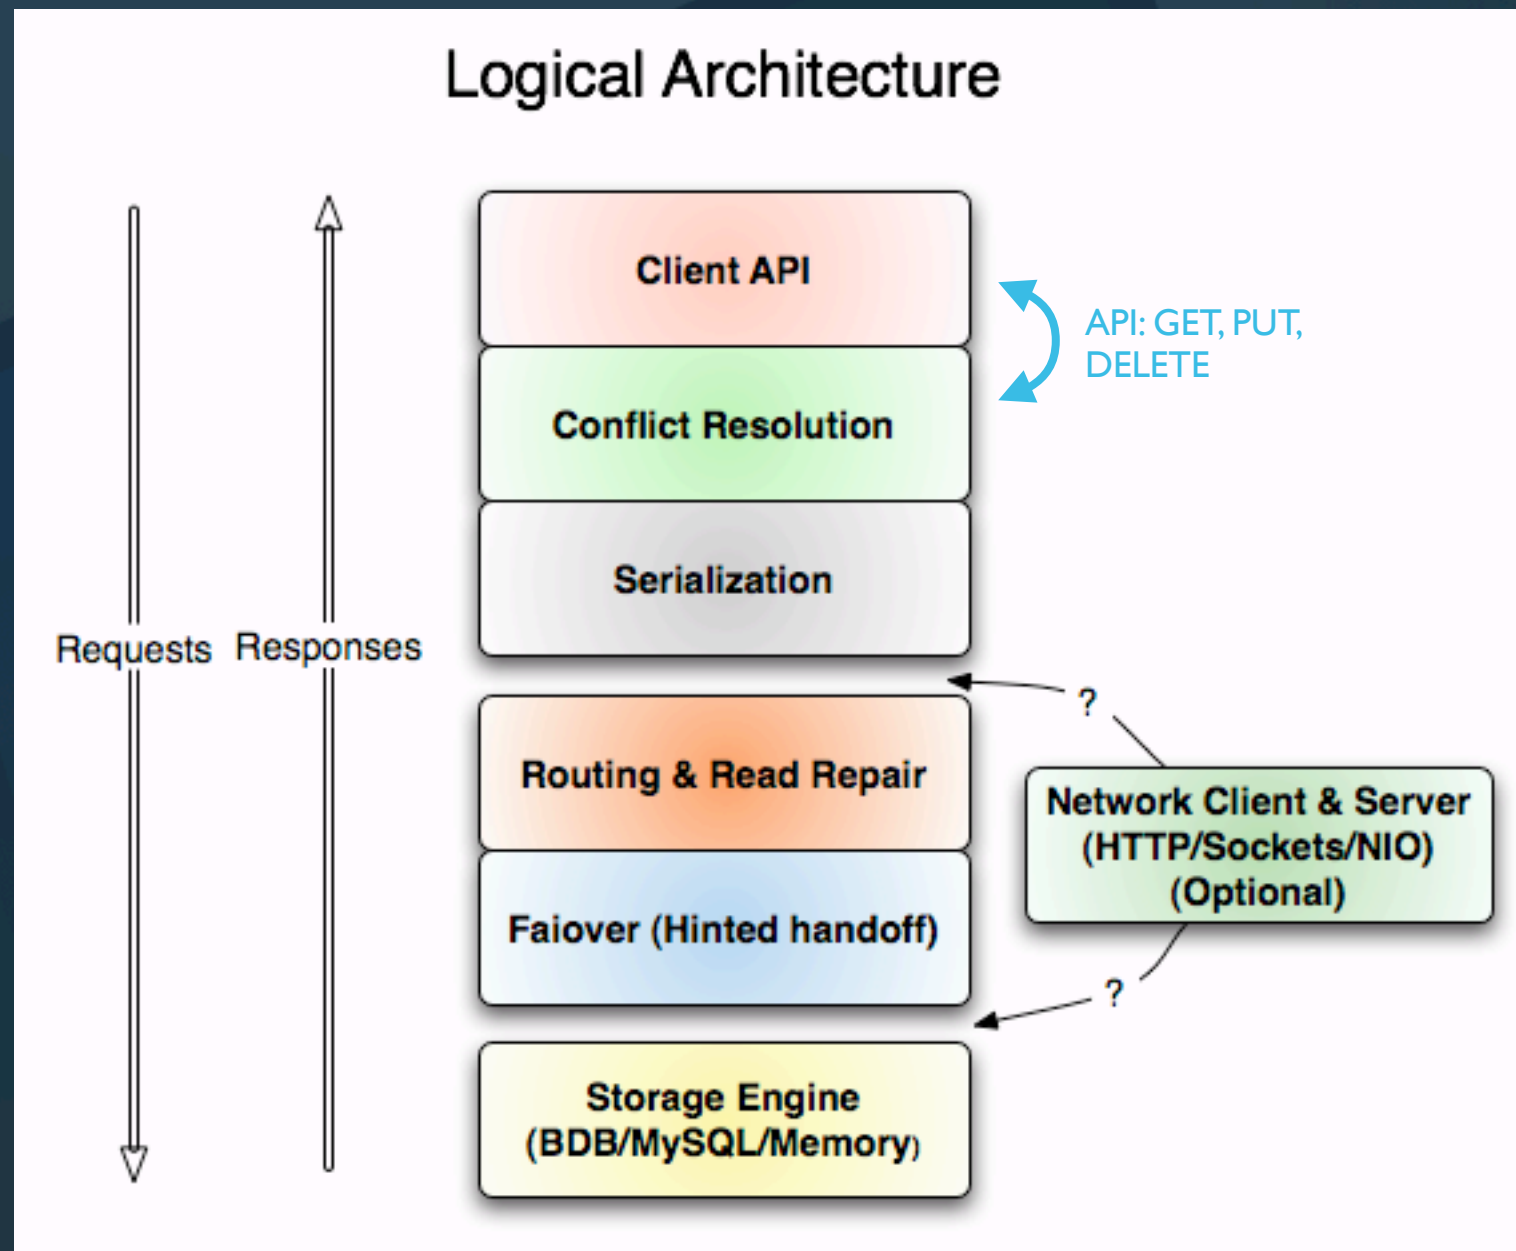 Logical Architecture
Client API
API: GET, PUT,
DELETE
Conflict Resolution
Serialization
Requests
Responses
?
Routing & Read Repair
Network Client & Server
(HTTP/Sockets/NIO)
(Optional)
Faiover (Hinted handoff)
?
Storage Engine
(BDB/MySQL/Memory)